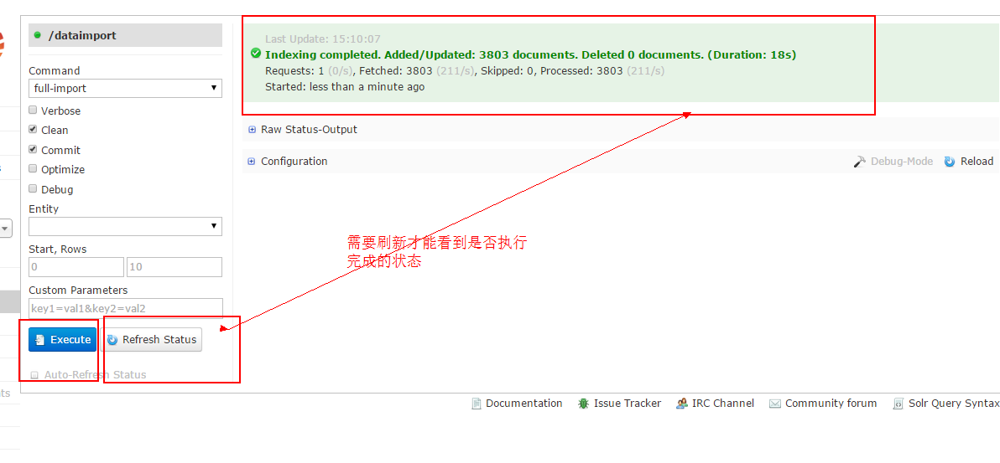 /dataimport
Command
full-import
Verbose
Clean
Commit
Optimize
Debug
Entity
Start, Rows
0 10
Custom Parameters
key1=val1&key2=val2
Execute Refresh Status
Auto-Refresh Status
Last Update: 15:10:07
Indexing completed. Added/Updated: 3803 documents. Deleted 0 documents. (Duration: 18s)
Requests: 1 (0/s), Fetched: 3803 (211/s), Skipped: 0, Processed: 3803 (211/s)
Started: less than a minute ago
Raw Status-Output
Configuration Debug-Mode Reload
需要刷新才能看到是否执行
完成的状态
Documentation Issue Tracker IRC Channel Community forum Solr Query Syntax